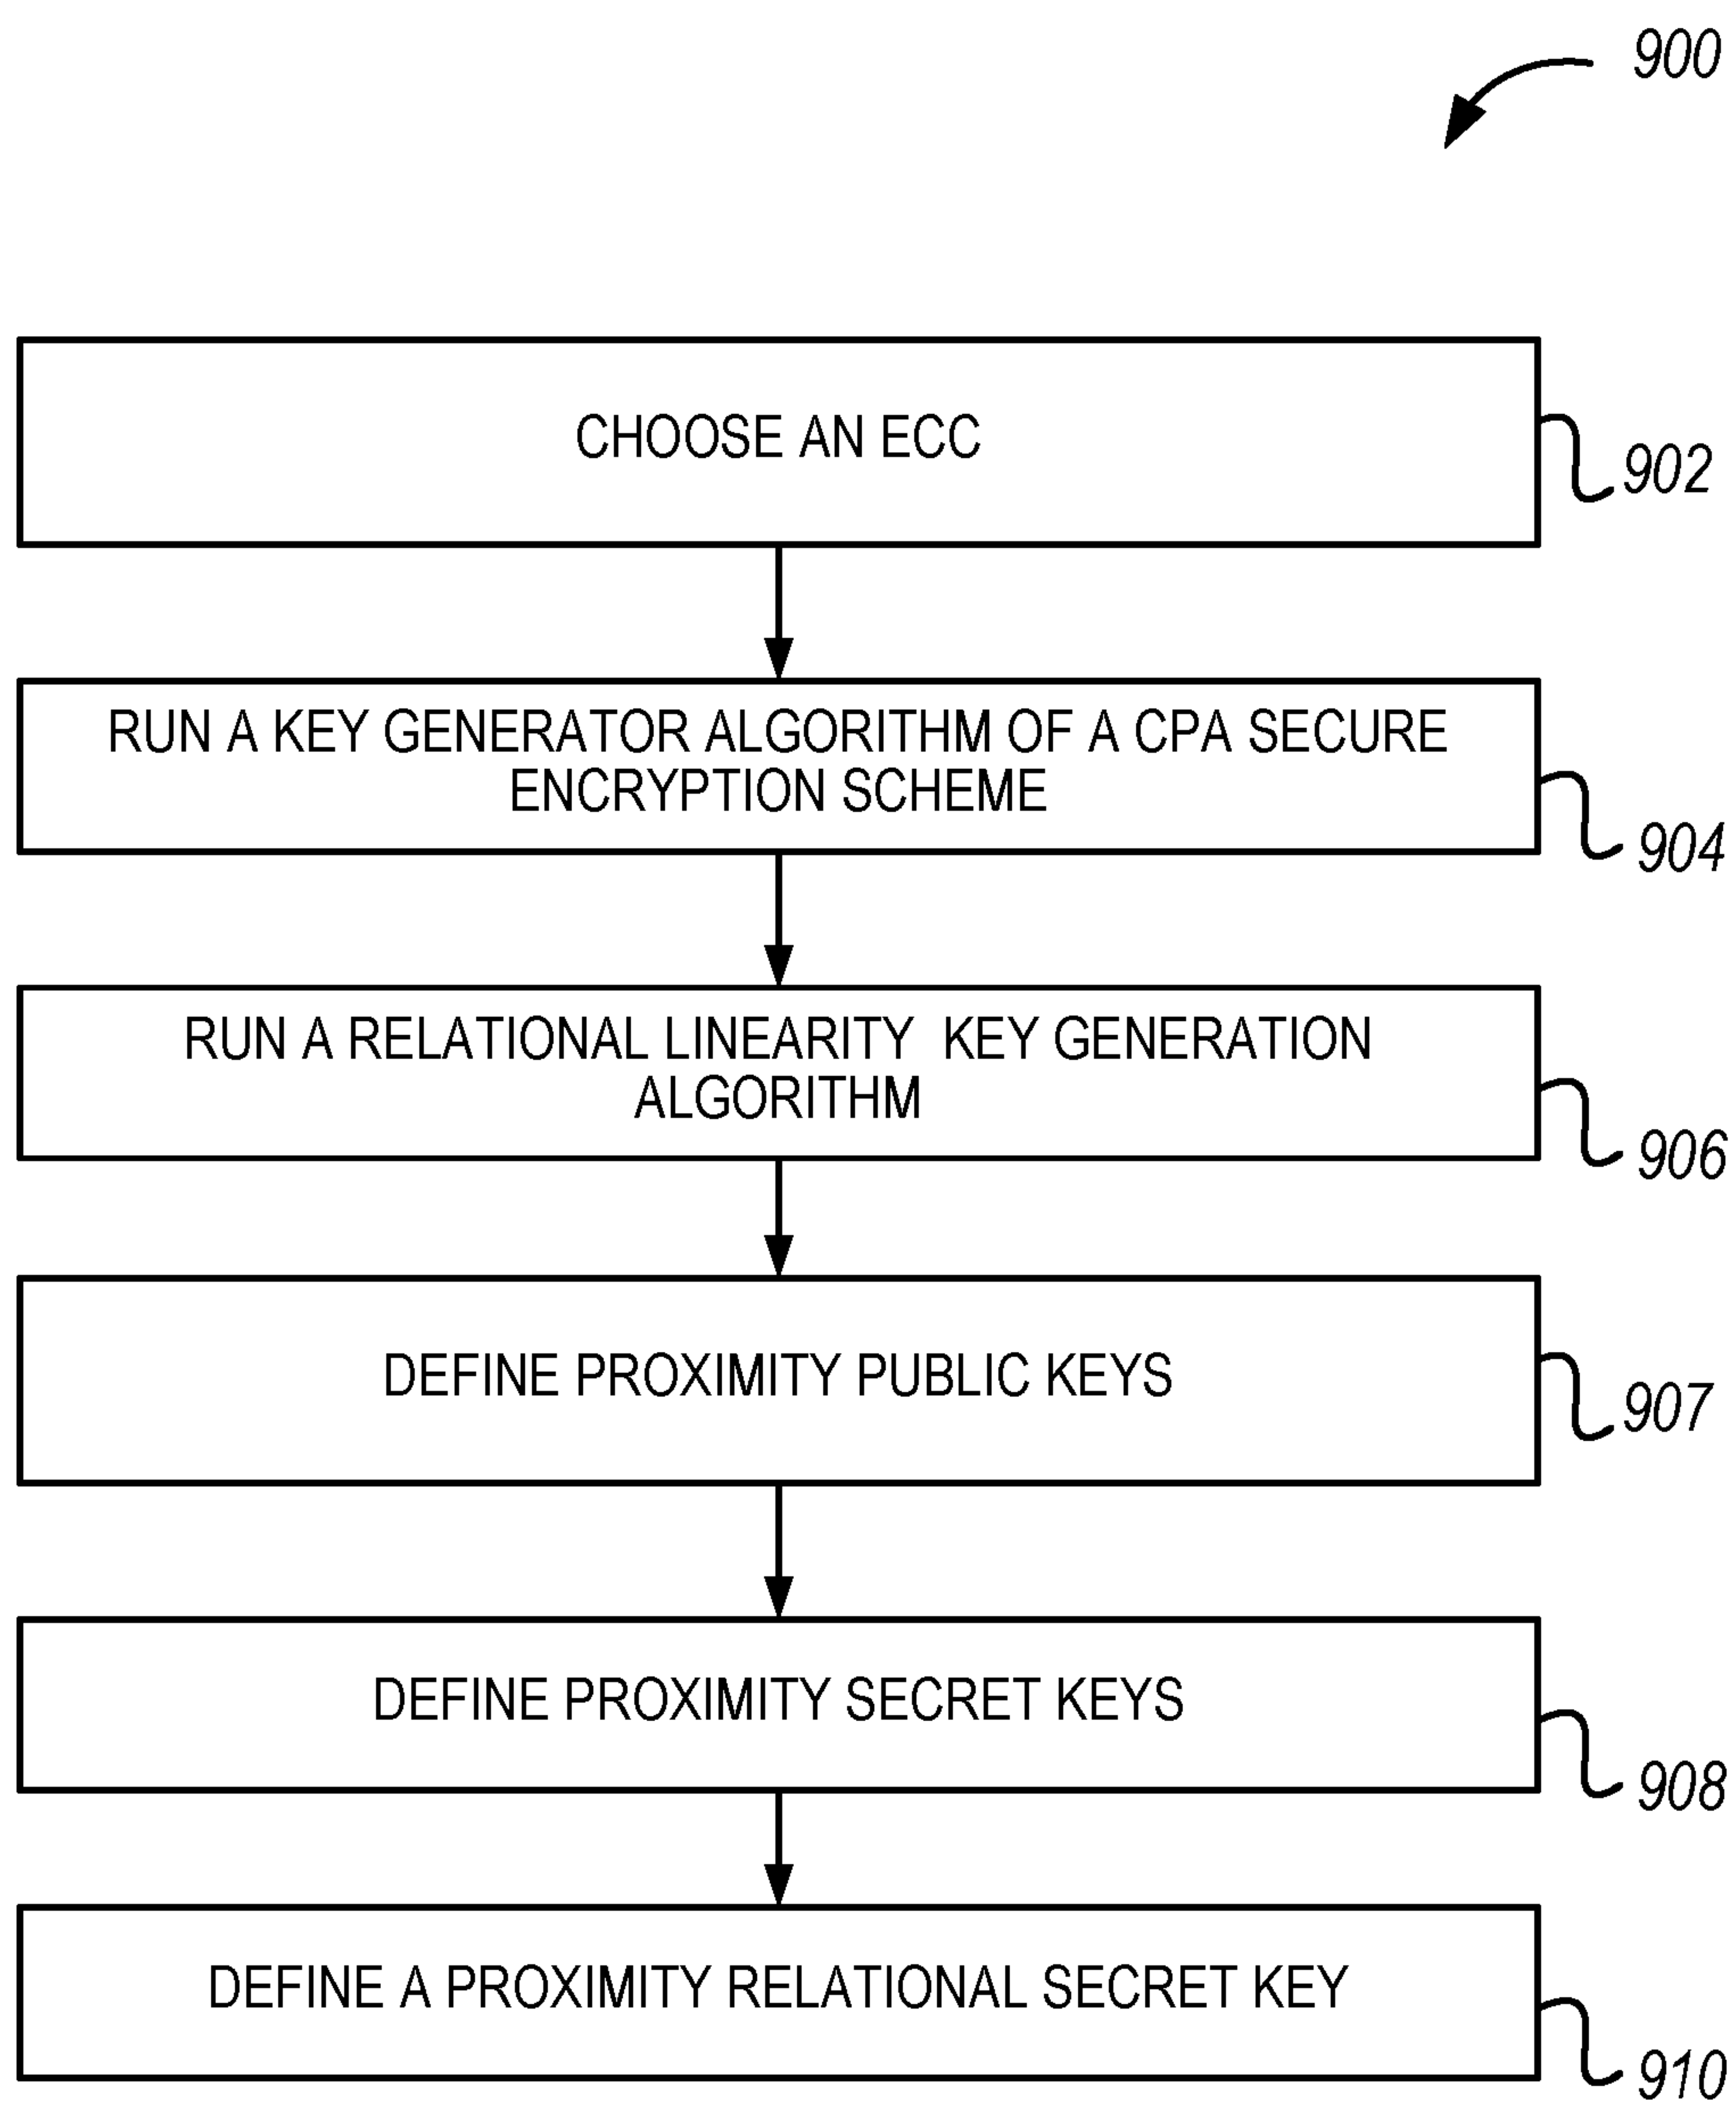 900
CHOOSE AN ECC
902
RUN A KEY GENERATOR ALGORITHM OF A CPA SECURE
ENCRYPTION SCHEME
904
RUN A RELATIONAL LINEARITY KEY GENERATION
ALGORITHM
906
DEFINE PROXIMITY PUBLIC KEYS
907
DEFINE PROXIMITY SECRET KEYS
908
DEFINE A PROXIMITY RELATIONAL SECRET KEY
910